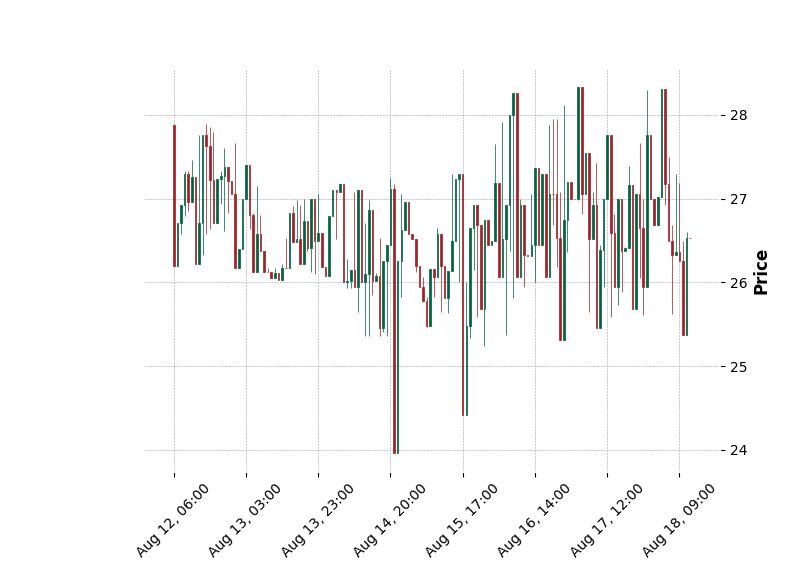 28
27
26
25
24
Price
Aug 12, 06:00
Aug 13, 03:00
Aug 13, 23:00
Aug 14, 20:00
Aug 15, 17:00
Aug 16, 14:00
Aug 17, 12:00
Aug 18, 09:00